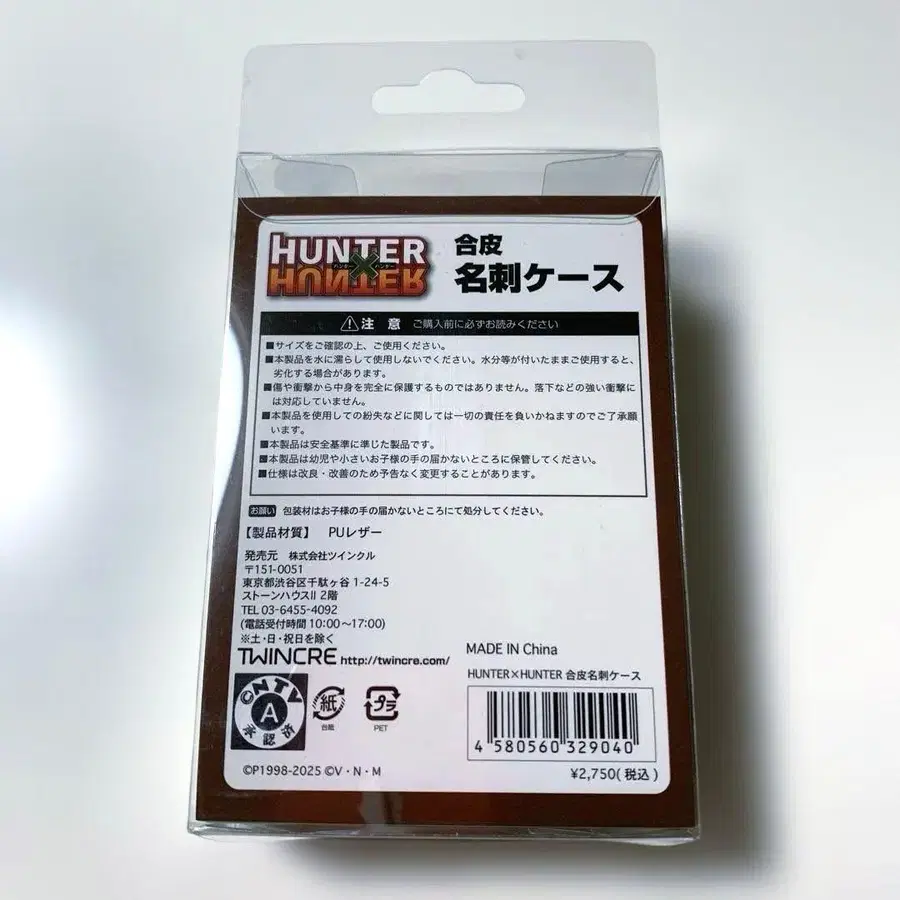 HUNTER
ハンター×ハンター
HUNTER
合皮
名刺ケース
注 意 ご購入前に必ずお読みください
■サイズをご確認の上、ご使用ください。
■本製品を水に濡らして使用しないでください。水分等が付いたままご使用すると、
劣化する場合があります。
■傷や衝撃から中身を完全に保護するものではありません。落下などの強い衝撃に
は対応していません。
■本製品を使用しての紛失などに関しては一切の責任を負いかねますのでご了承願
います。
■本製品は安全基準に準じた製品です。
■本製品は幼児や小さいお子様の手の届かないところに保管してください。
■仕様は改良・改善のため予告なく変更することがあります。
お願い 包装材はお子様の手の届かないところにて処分してください。
【製品材質】 PUレザー
発売元 株式会社ツインクル
〒151-0051
東京都渋谷区千駄ヶ谷 1-24-5
ストーンハウスII 2階
TEL 03-6455-4092
(電話受付時間 10:00〜17:00)
※土・日・祝日を除く
TWINCRE http://twincre.com/
MADE IN China
HUNTER×HUNTER 合皮名刺ケース
©NTV
A
承認済
紙
台紙
プラ
PET
4 580560 329040
©P1998-2025 ©V・N・M
¥2,750(税込)